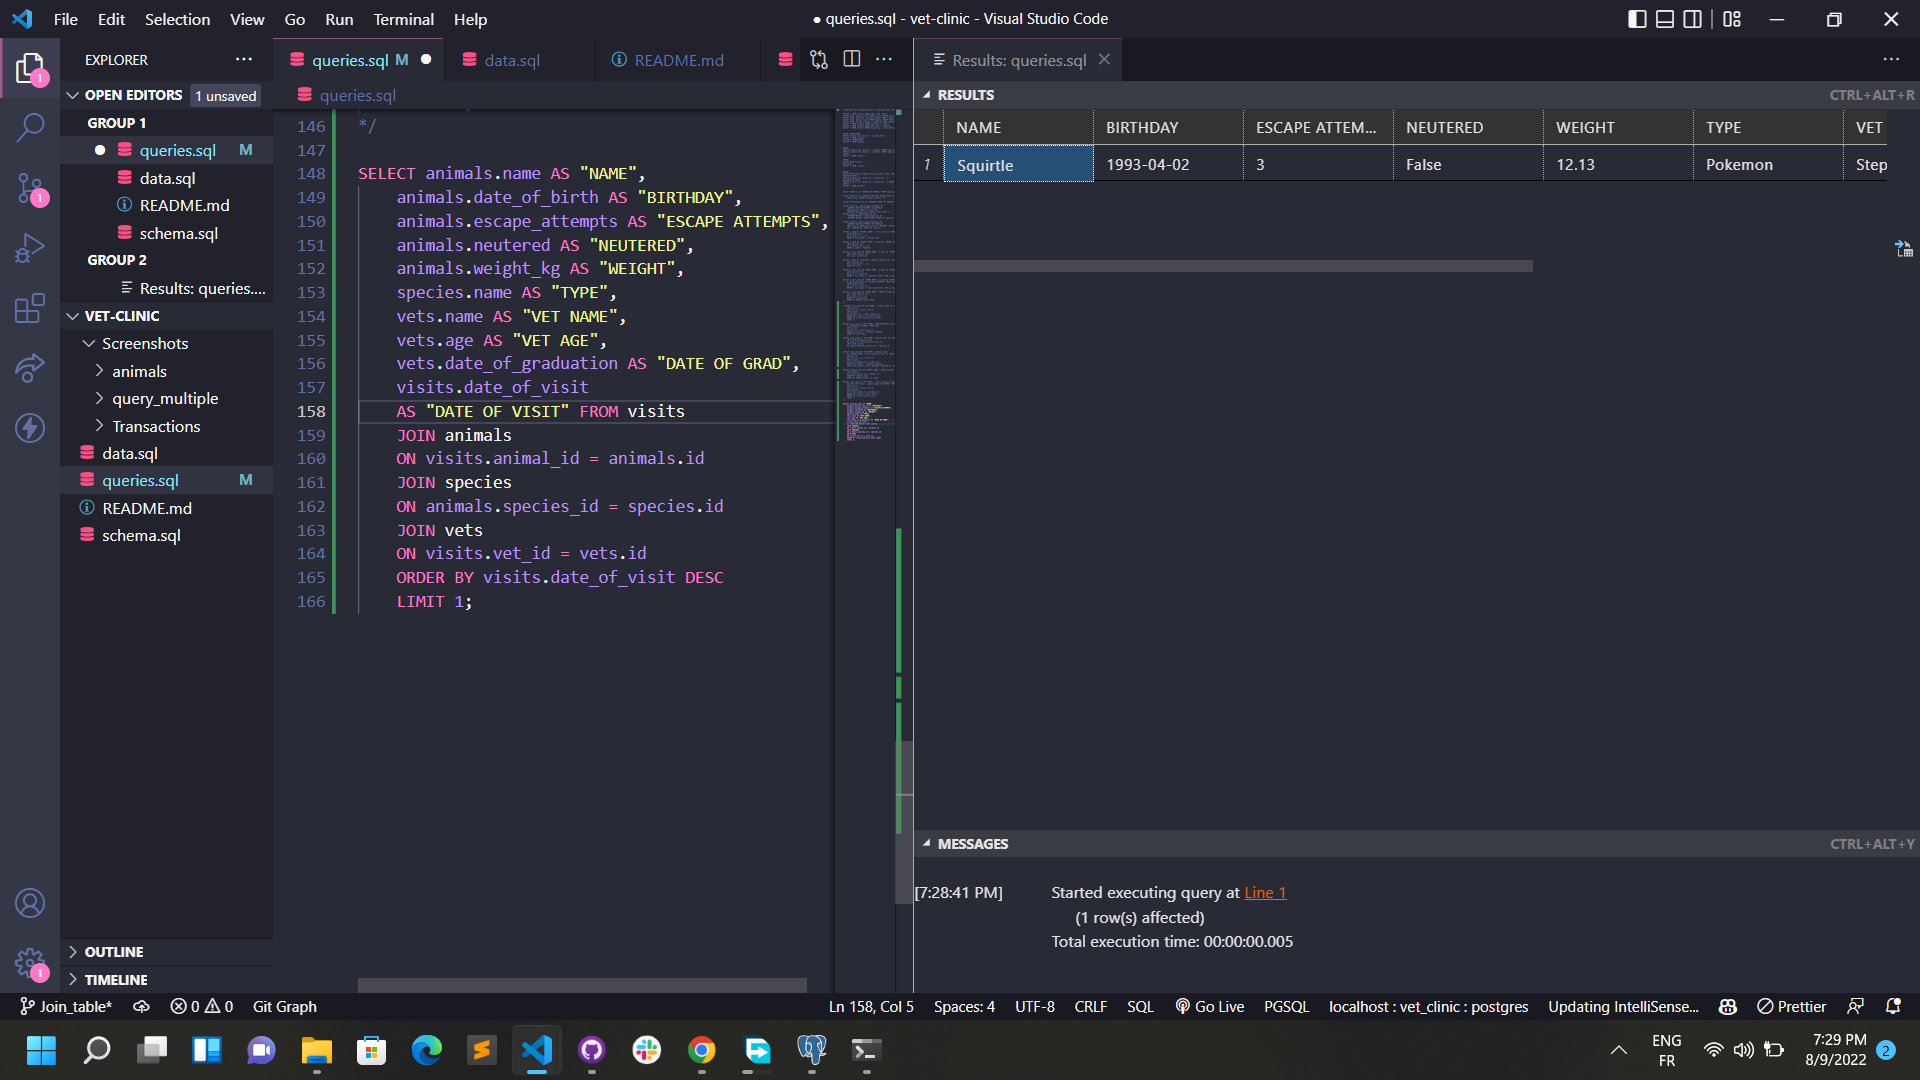 File Edit Selection View Go Run Terminal Help
● queries.sql - vet-clinic - Visual Studio Code
EXPLORER
OPEN EDITORS 1 unsaved
GROUP 1
queries.sql M
data.sql
README.md
schema.sql
GROUP 2
Results: queries....
VET-CLINIC
Screenshots
animals
query_multiple
Transactions
data.sql
queries.sql M
README.md
schema.sql
OUTLINE
TIMELINE
1
1
1
queries.sql M
data.sql
README.md
queries.sql
146 */
147
148 SELECT animals.name AS "NAME",
149 animals.date_of_birth AS "BIRTHDAY",
150 animals.escape_attempts AS "ESCAPE ATTEMPTS",
151 animals.neutered AS "NEUTERED",
152 animals.weight_kg AS "WEIGHT",
153 species.name AS "TYPE",
154 vets.name AS "VET NAME",
155 vets.age AS "VET AGE",
156 vets.date_of_graduation AS "DATE OF GRAD",
157 visits.date_of_visit
158 AS "DATE OF VISIT" FROM visits
159 JOIN animals
160 ON visits.animal_id = animals.id
161 JOIN species
162 ON animals.species_id = species.id
163 JOIN vets
164 ON visits.vet_id = vets.id
165 ORDER BY visits.date_of_visit DESC
166 LIMIT 1;
Results: queries.sql
RESULTS CTRL+ALT+R
NAME BIRTHDAY ESCAPE ATTEM... NEUTERED WEIGHT TYPE VET
1 Squirtle 1993-04-02 3 False 12.13 Pokemon Step
MESSAGES CTRL+ALT+Y
[7:28:41 PM] Started executing query at Line 1
(1 row(s) affected)
Total execution time: 00:00:00.005
Join_table* 0 0 Git Graph Ln 158, Col 5 Spaces: 4 UTF-8 CRLF SQL Go Live PGSQL localhost : vet_clinic : postgres Updating IntelliSense... Prettier
ENG
FR
7:29 PM
8/9/2022
2